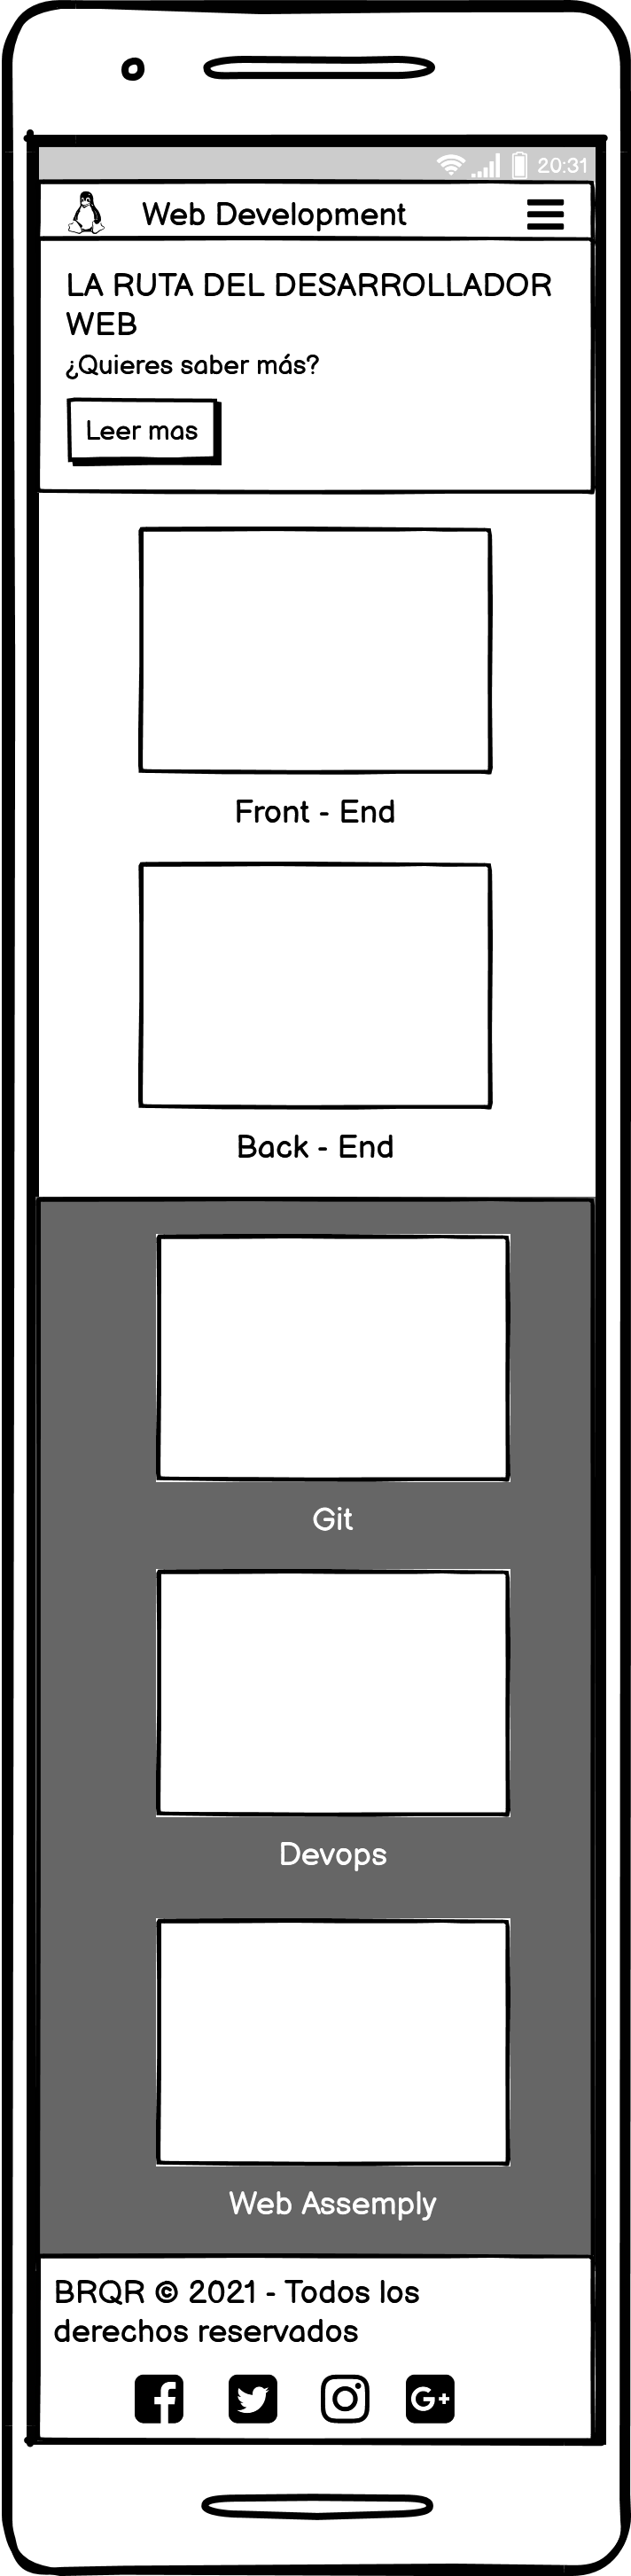 20:31
Web Development
LA RUTA DEL DESARROLLADOR
WEB
¿Quieres saber más?
Leer mas
Front - End
Back - End
Git
Devops
Web Assemply
BRQR © 2021 - Todos los
derechos reservados